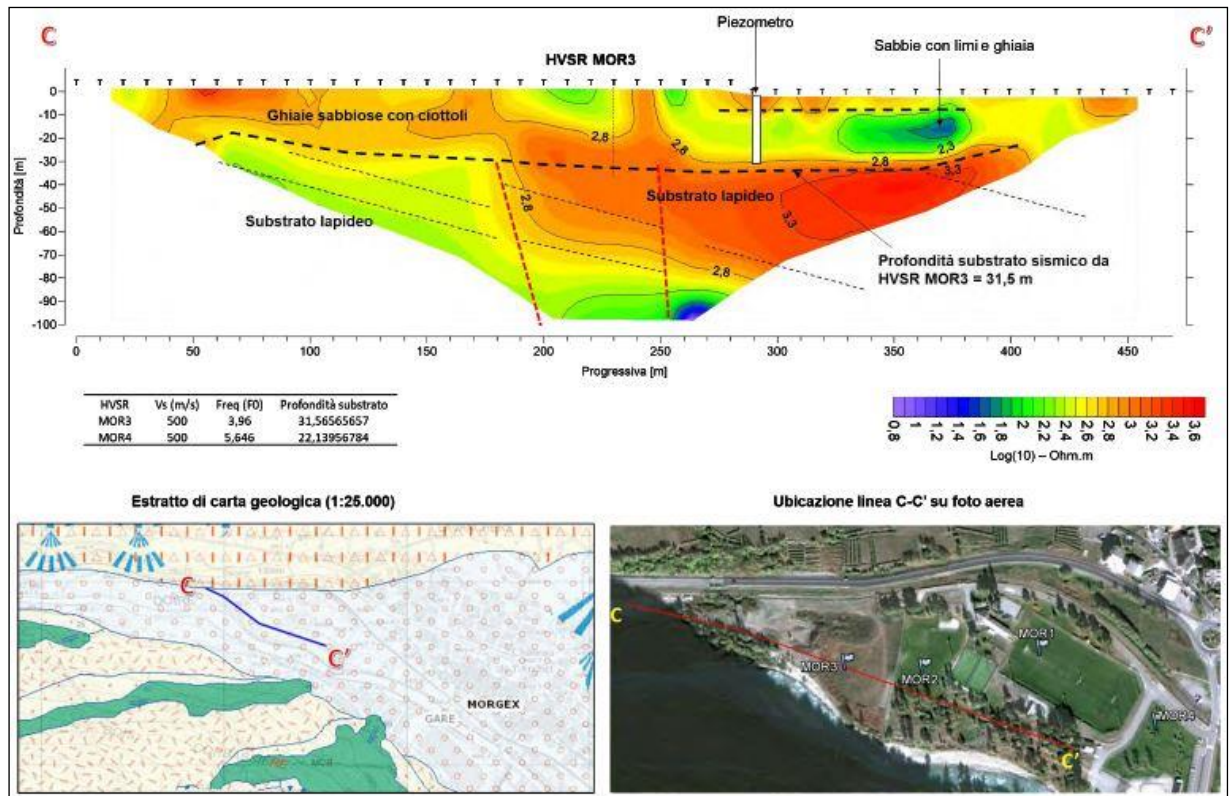 Piezometro
C
C'
HVSR MOR3
Sabbie con limi e ghiaia
T T T T T T T T T T T T T T T T T T T T T T T T T T T T T T T T T T T T T T T T T T T T T T T T
0
-10
-20
-30
-40
-50
-60
-70
-80
-90
-100
Profondità [m]
Ghiaie sabbiose con ciottoli
2,8
2,8
2,8
2,3
3,3
2,8
3,3
2,8
Substrato lapideo
Substrato lapideo
Profondità substrato sismico da
HVSR MOR3 = 31,5 m
0 50 100 150 200 250 300 350 400 450
Progressiva [m]
HVSR Vs (m/s) Freq (F0) Profondità substrato
MOR3 500 3,96 31,56565657
MOR4 500 5,646 22,13956784
0,8 1 1,2 1,4 1,6 1,8 2 2,2 2,4 2,6 2,8 3 3,2 3,4 3,6
Log(10) – Ohm.m
Estratto di carta geologica (1:25.000)
Ubicazione linea C-C' su foto aerea
C
C'
MORGEX
GARE
C
MOR1
MOR3
MOR2
MOR4
C'